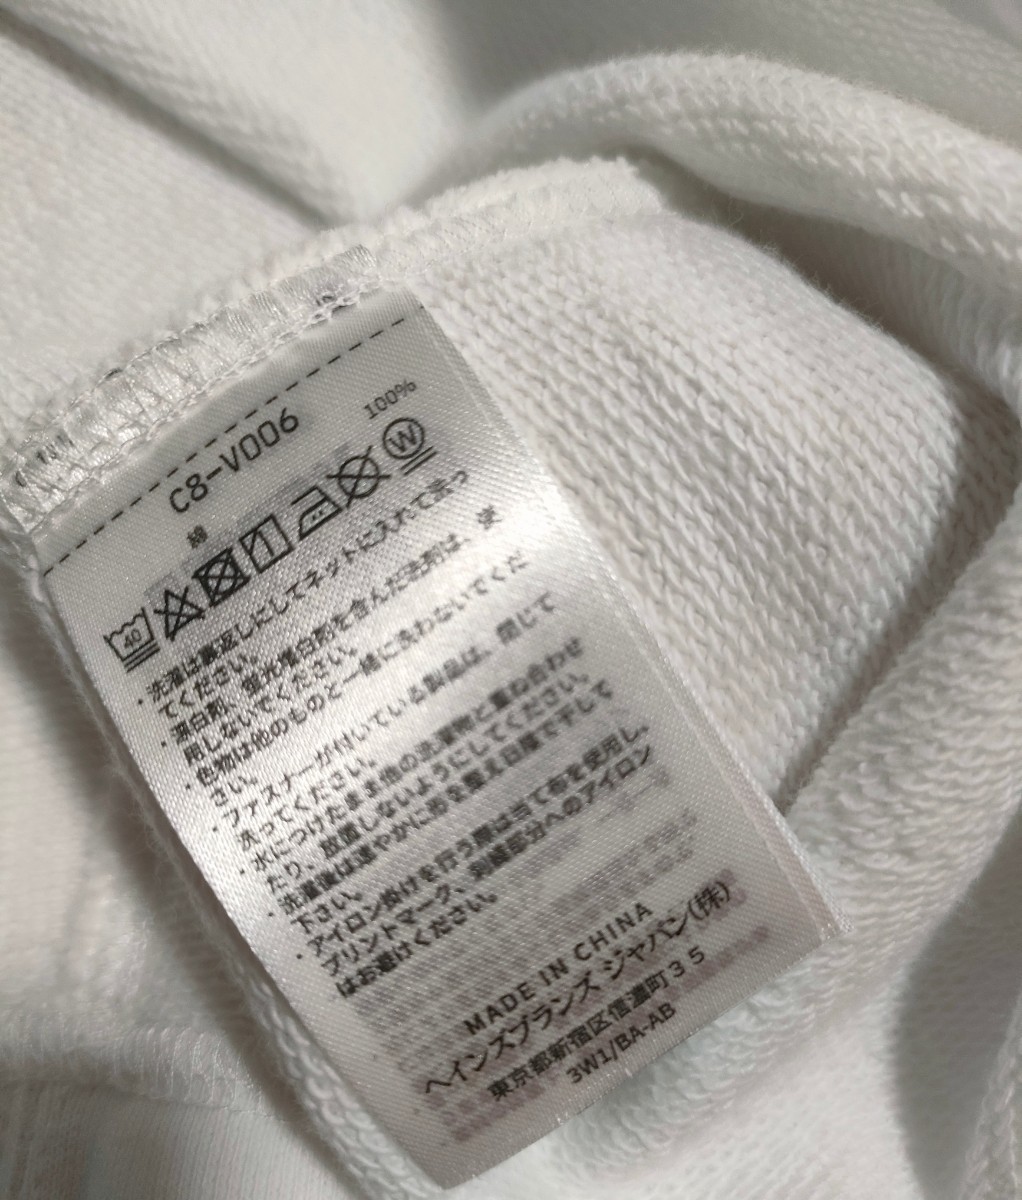 C8-V006
綿 100%
40 W
・洗濯は裏返しにしてネットに入れて洗っ
てください。
・漂白剤、蛍光増白剤を含んだ洗剤は、使
用しないでください。
・色物は他のものと一緒に洗わないでくだ
さい。
・ファスナーが付いている製品は、閉じて
洗ってください。
・水につけたまま他の洗濯物と重ね合わせ
たり、放置しないようにしてください。
・洗濯後は速やかに形を整え日陰で干して
下さい。
・アイロン掛けを行う際は当て布を使用し、
プリントマーク、刺繍部分へのアイロン
はお避けください。
MADE IN CHINA
ヘインズブランズ ジャパン(株)
東京都新宿区信濃町35
3W1/BA-AB